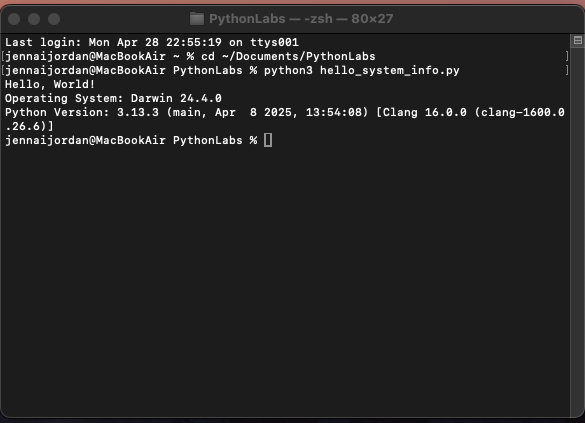 PythonLabs — -zsh — 80×27
Last login: Mon Apr 28 22:55:19 on ttys001
[jennaijordan@MacBookAir ~ % cd ~/Documents/PythonLabs ]
[jennaijordan@MacBookAir PythonLabs % python3 hello_system_info.py ]
Hello, World!
Operating System: Darwin 24.4.0
Python Version: 3.13.3 (main, Apr  8 2025, 13:54:08) [Clang 16.0.0 (clang-1600.0
.26.6)]
jennaijordan@MacBookAir PythonLabs %